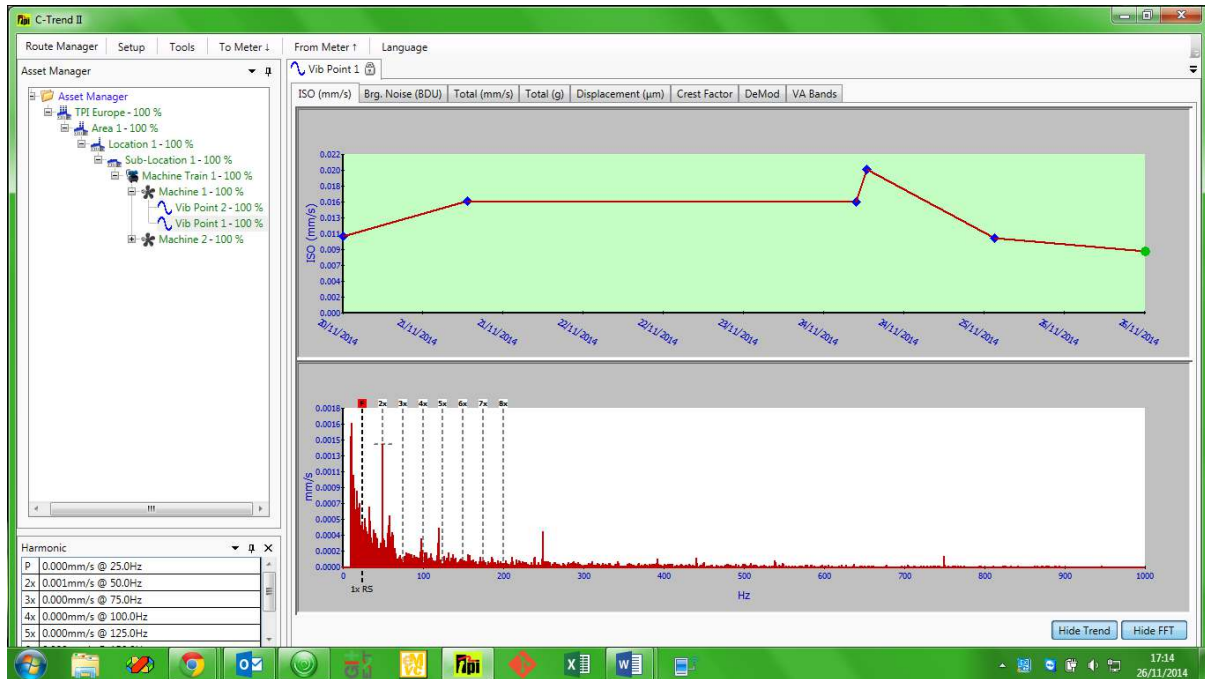 C-Trend II
Route Manager Setup Tools To Meter ↓ From Meter ↑ Language
Asset Manager
Asset Manager
TPI Europe - 100 %
Area 1 - 100 %
Location 1 - 100 %
Sub-Location 1 - 100 %
Machine Train 1 - 100 %
Machine 1 - 100 %
Vib Point 2 - 100 %
Vib Point 1 - 100 %
Machine 2 - 100 %
Harmonic
P 0.000mm/s @ 25.0Hz
2x 0.001mm/s @ 50.0Hz
3x 0.000mm/s @ 75.0Hz
4x 0.000mm/s @ 100.0Hz
5x 0.000mm/s @ 125.0Hz
Vib Point 1
ISO (mm/s) Brg. Noise (BDU) Total (mm/s) Total (g) Displacement (µm) Crest Factor DeMod VA Bands
ISO (mm/s)
0.022
0.020
0.018
0.016
0.013
0.011
0.009
0.007
0.004
0.002
0.000
20/11/2014 21/11/2014 21/11/2014 22/11/2014 22/11/2014 23/11/2014 24/11/2014 24/11/2014 25/11/2014 26/11/2014 26/11/2014
P 2x 3x 4x 5x 6x 7x 8x
mm/s
0.0018
0.0016
0.0015
0.0013
0.0011
0.0009
0.0007
0.0005
0.0004
0.0002
0.0000
0 100 200 300 400 500 600 700 800 900 1000
1x RS
Hz
Hide Trend Hide FFT
tpi
17:14
26/11/2014